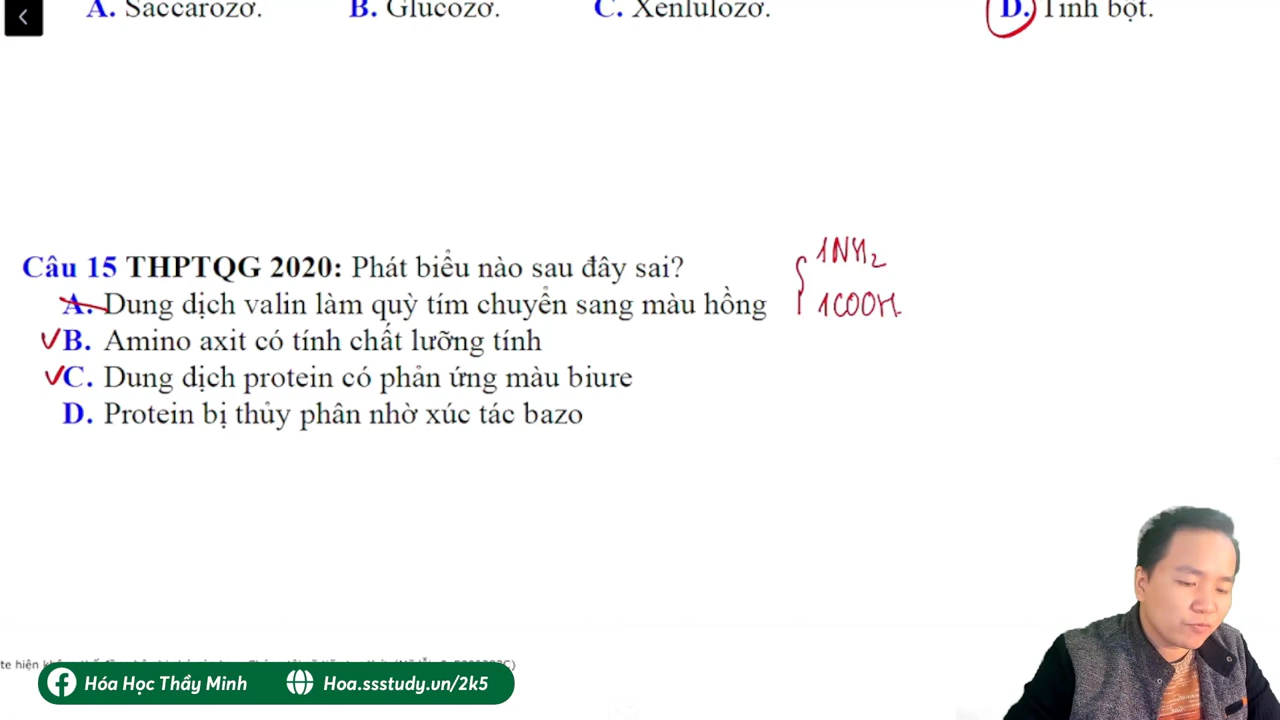 A. Saccarozơ. B. Glucozơ. C. Xenlulozơ. D. Tinh bột.
Câu 15 THPTQG 2020: Phát biểu nào sau đây sai?
1NH2
A. Dung dịch valin làm quỳ tím chuyển sang màu hồng
1COOH
B. Amino axit có tính chất lưỡng tính
C. Dung dịch protein có phản ứng màu biure
D. Protein bị thủy phân nhờ xúc tác bazo
te hiện
Hóa Học Thầy Minh Hoa.ssstudy.vn/2k5